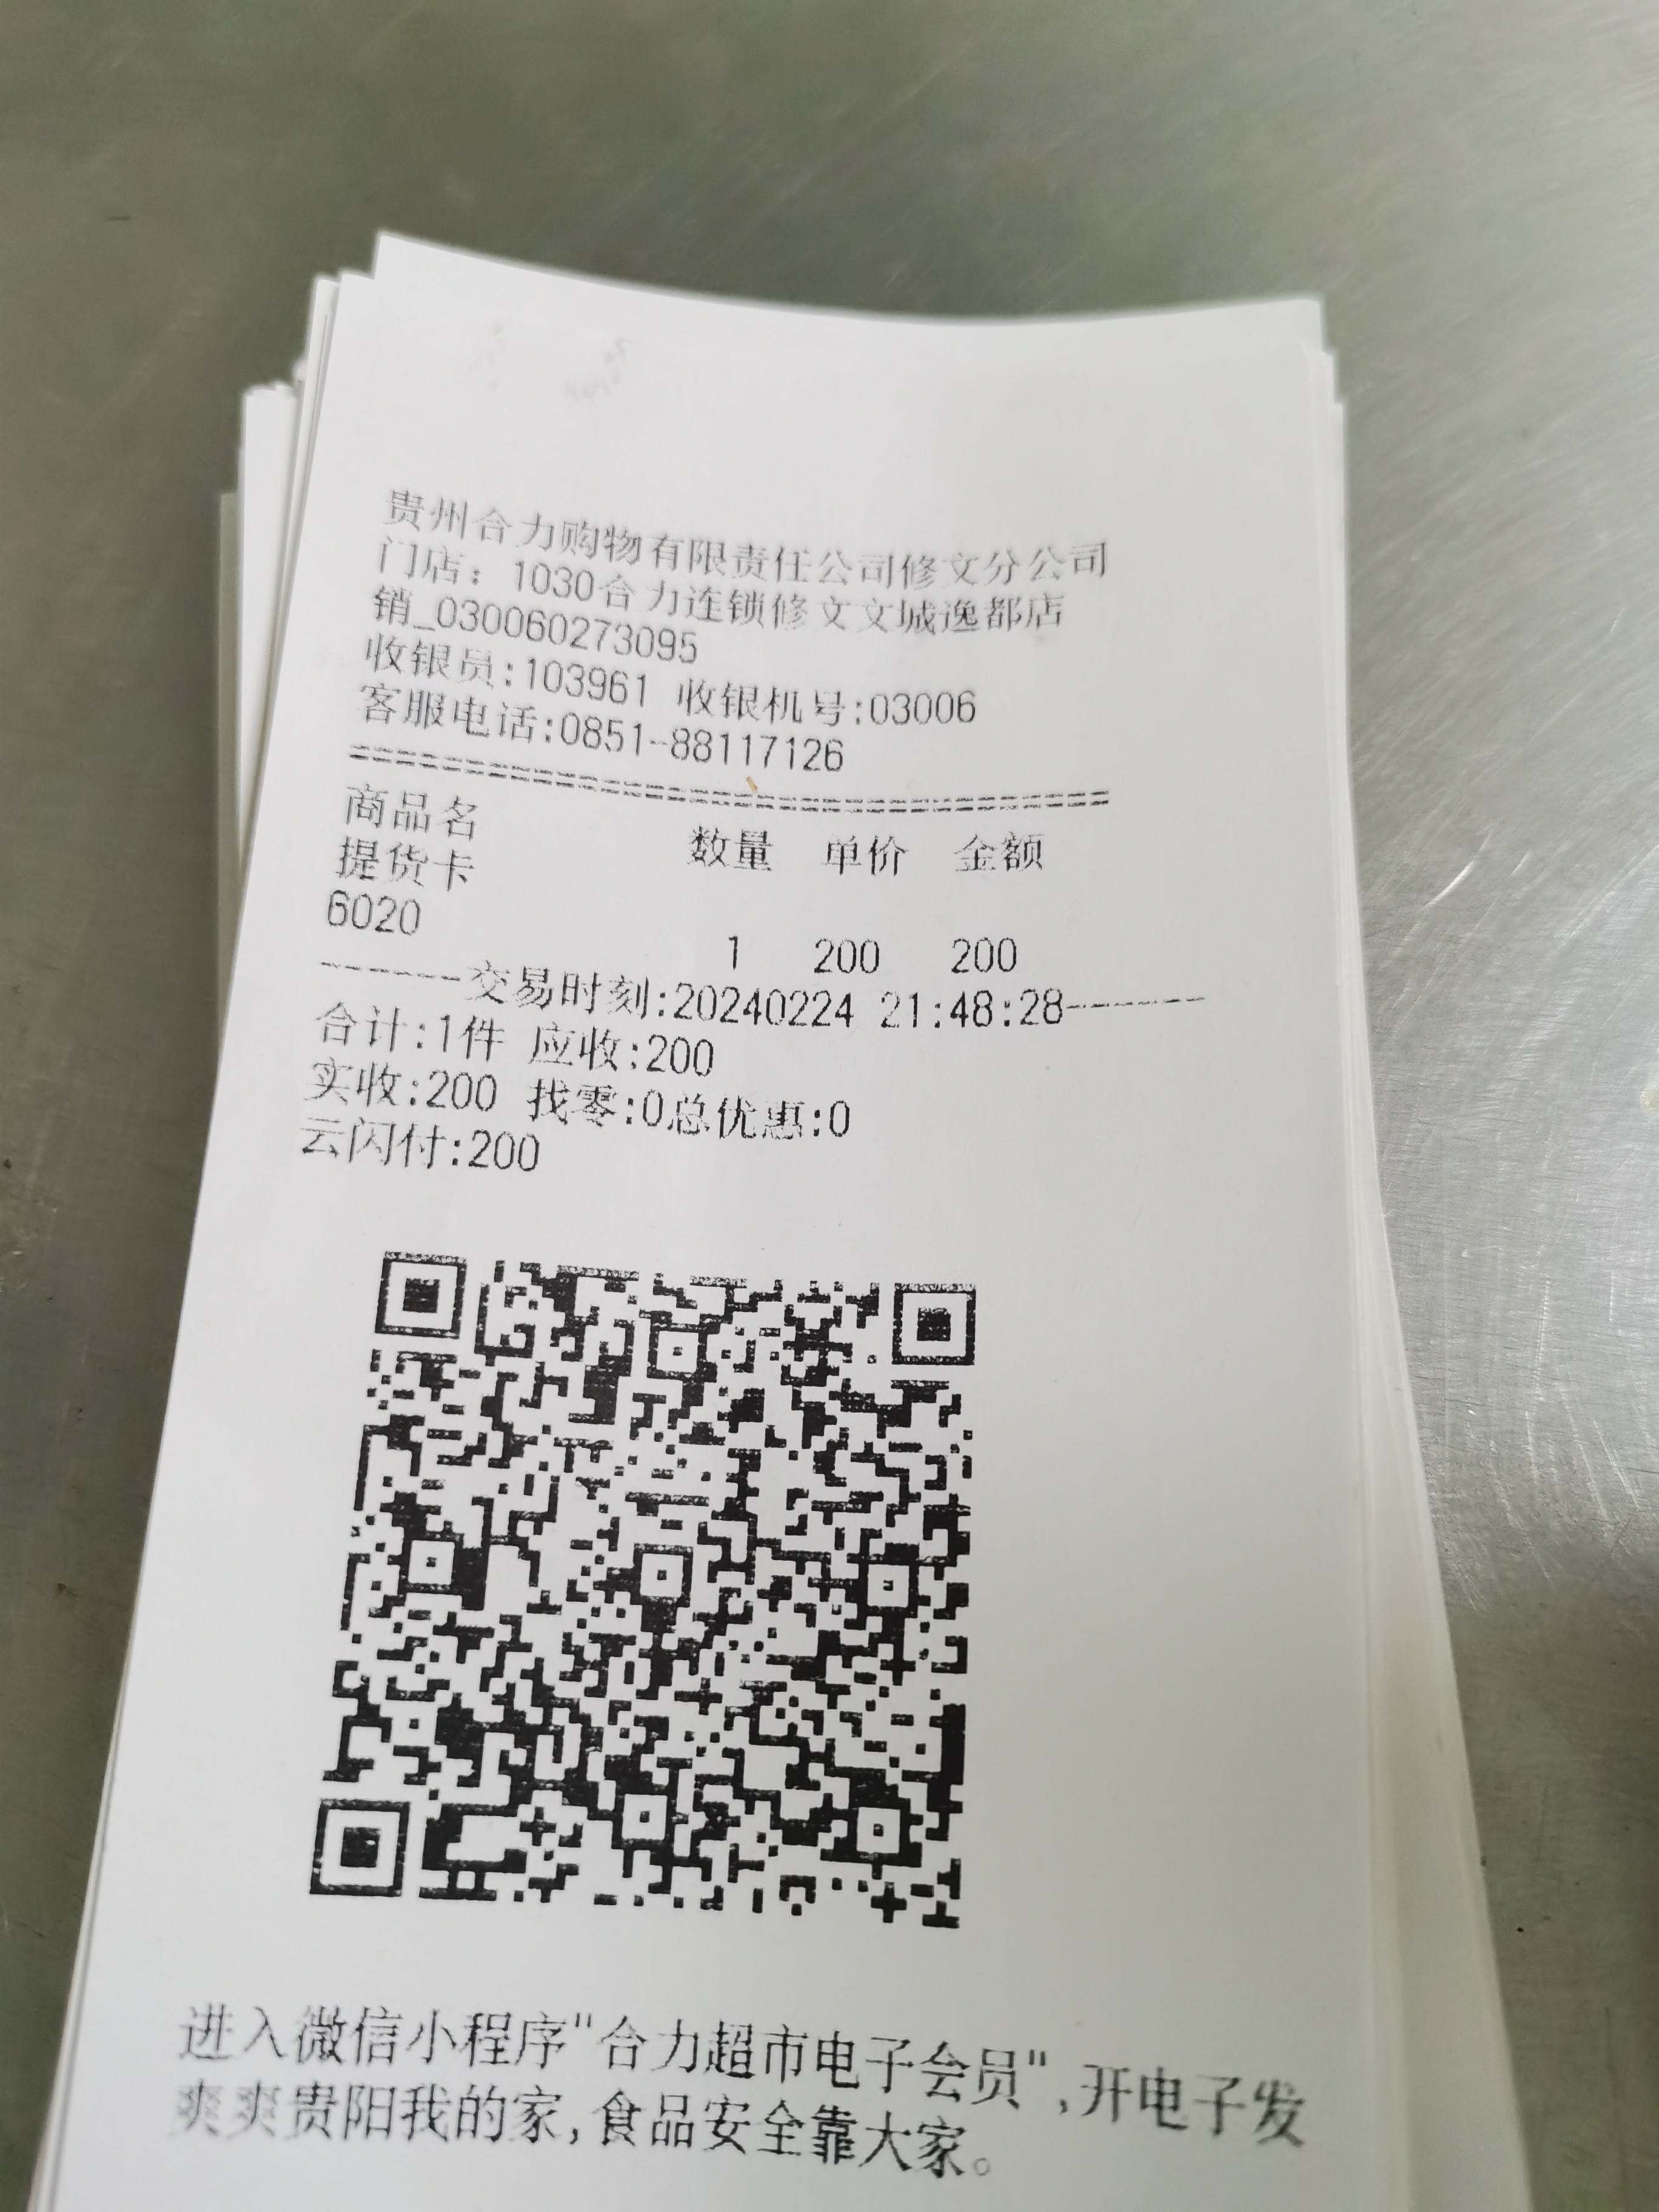 贵州合力购物有限责任公司修文分公司
门店：1030合力连锁修文文城逸都店
销_030060273095
收银员:103961 收银机号:03006
客服电话:0851-88117126
================================
商品名 数量 单价 金额
提货卡
6020
1 200 200
------交易时刻:20240224 21:48:28------
合计:1件 应收:200
实收:200 找零:0总优惠:0
云闪付:200
进入微信小程序"合力超市电子会员",开电子发
爽爽贵阳我的家,食品安全靠大家。